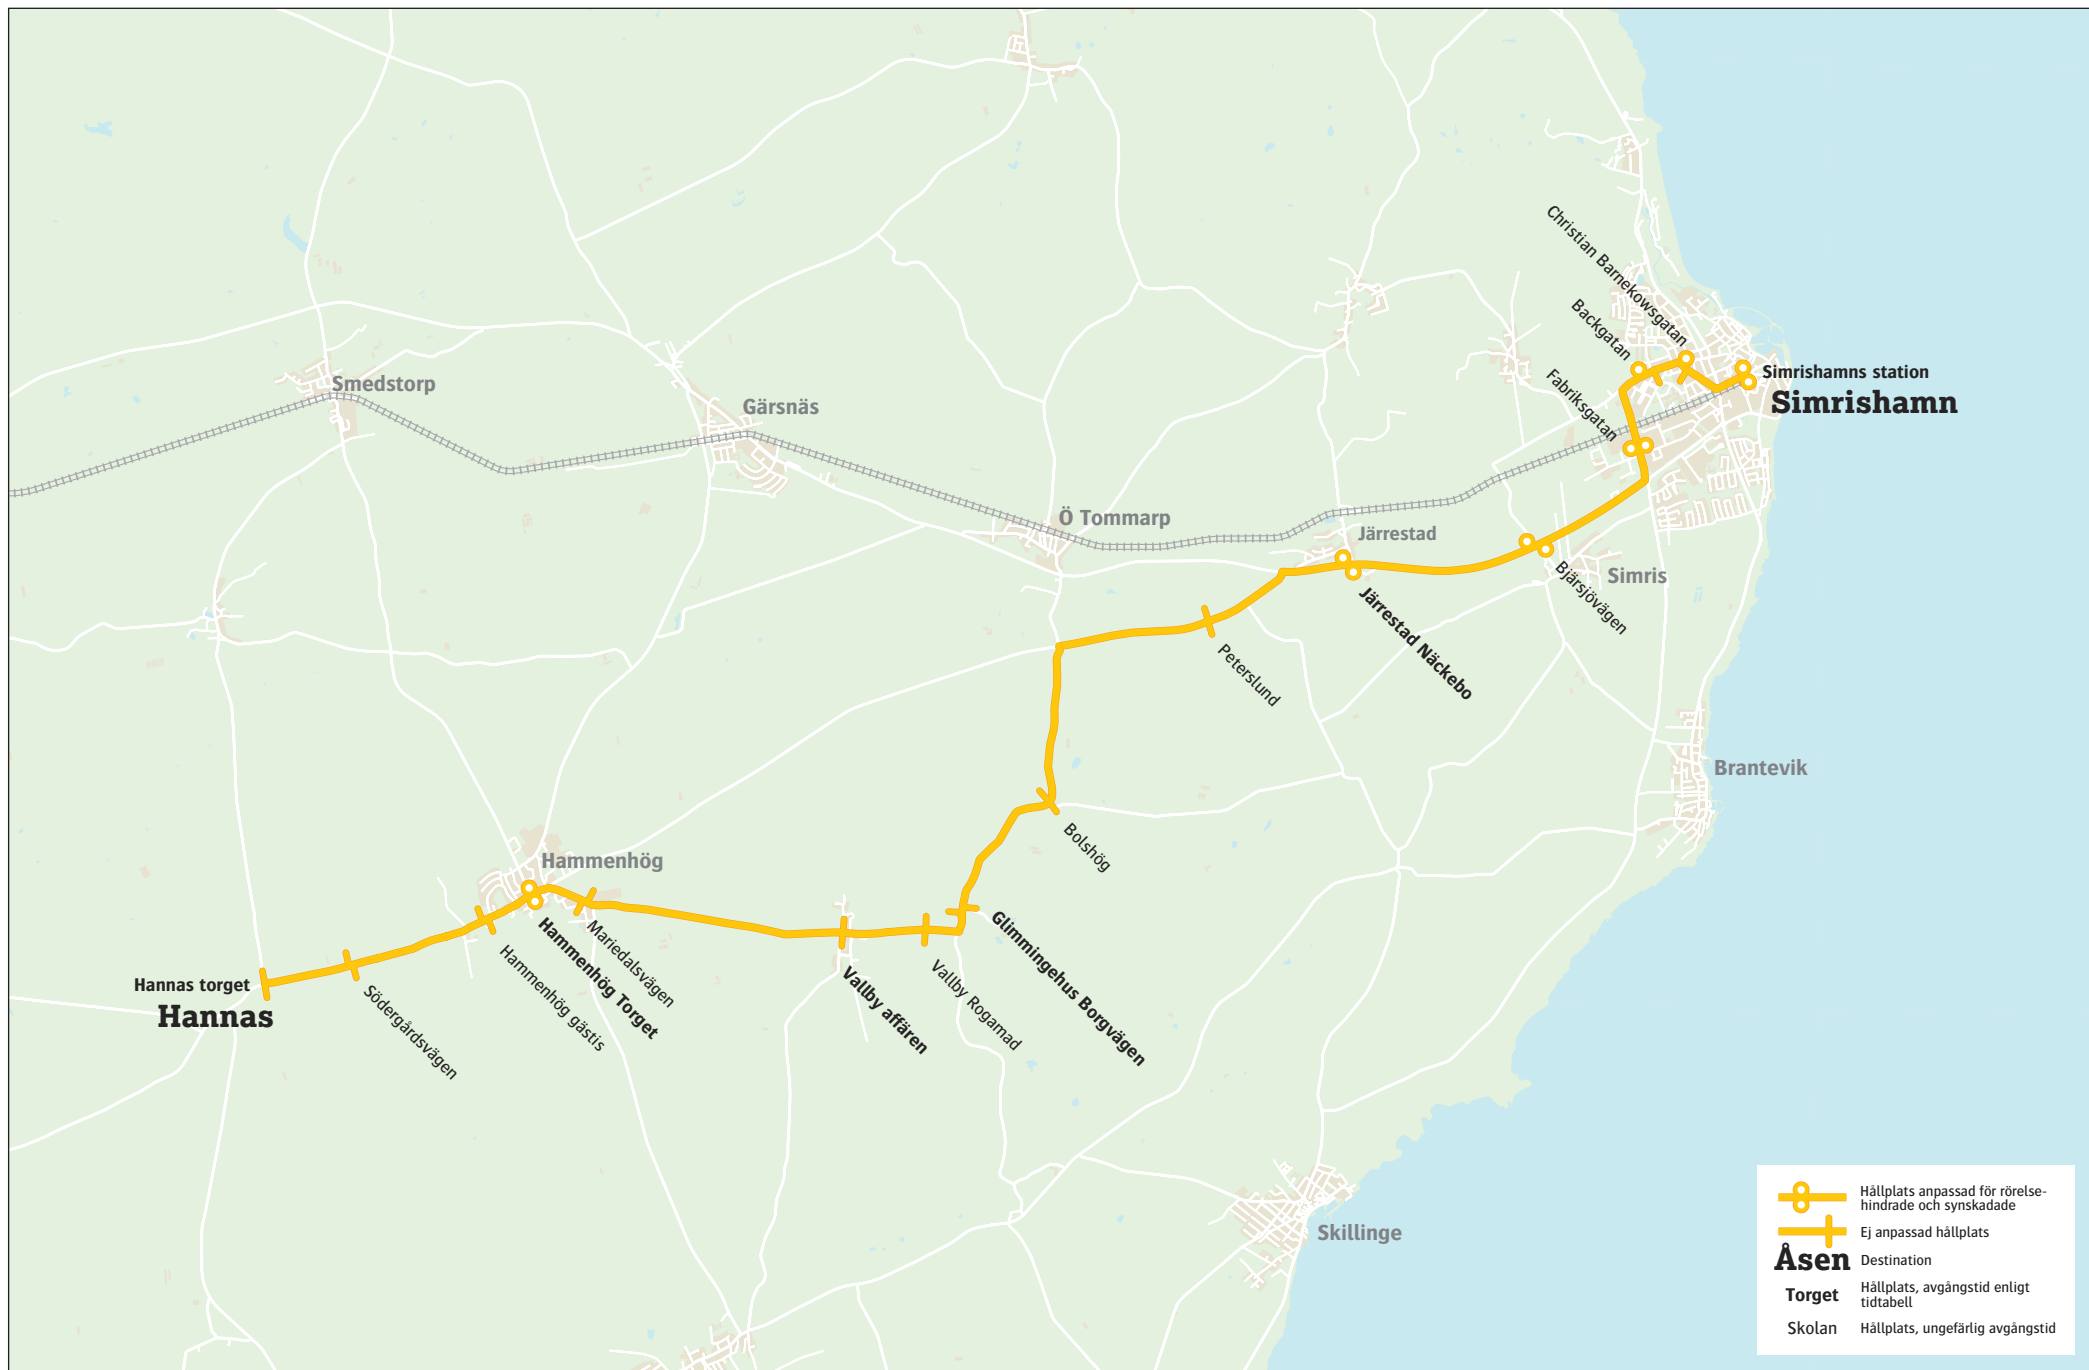 Christian Barnekowsgatan
Backgatan
Fabriksgatan
Simrishamns station
Simrishamn
Smedstorp
Gärsnäs
Ö Tommarp
Järrestad
Simris
Bjärsjövägen
Järrestad Näckebo
Peterslund
Brantevik
Bolshög
Hammenhög
Glimmingehus Borgvägen
Mariedalsvägen
Hammenhög Torget
Hammenhög gästis
Vallby affären
Vallby Rogamad
Hannas torget
Hannas
Södergårdsvägen
Skillinge
Hållplats anpassad för rörelse-
hindrade och synskadade
Ej anpassad hållplats
Åsen Destination
Torget Hållplats, avgångstid enligt
tidtabell
Skolan Hållplats, ungefärlig avgångstid